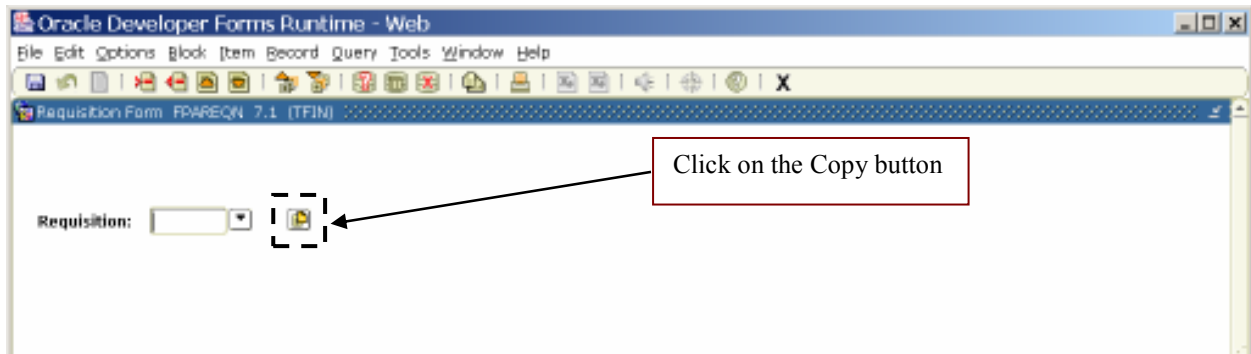 Oracle Developer Forms Runtime - Web
File Edit Options Block Item Record Query Tools Window Help
Requisition Form FPAREQN 7.1 (TFIN)
Click on the Copy button
Requisition: